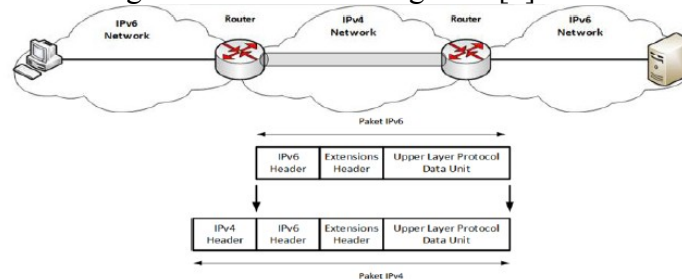 IPv6
Network
Router
IPv4
Network
Router
IPv6
Network
Paket IPv6
IPv6
Header
Extensions
Header
Upper Layer Protocol
Data Unit
IPv4
Header
IPv6
Header
Extensions
Header
Upper Layer Protocol
Data Unit
Paket IPv4